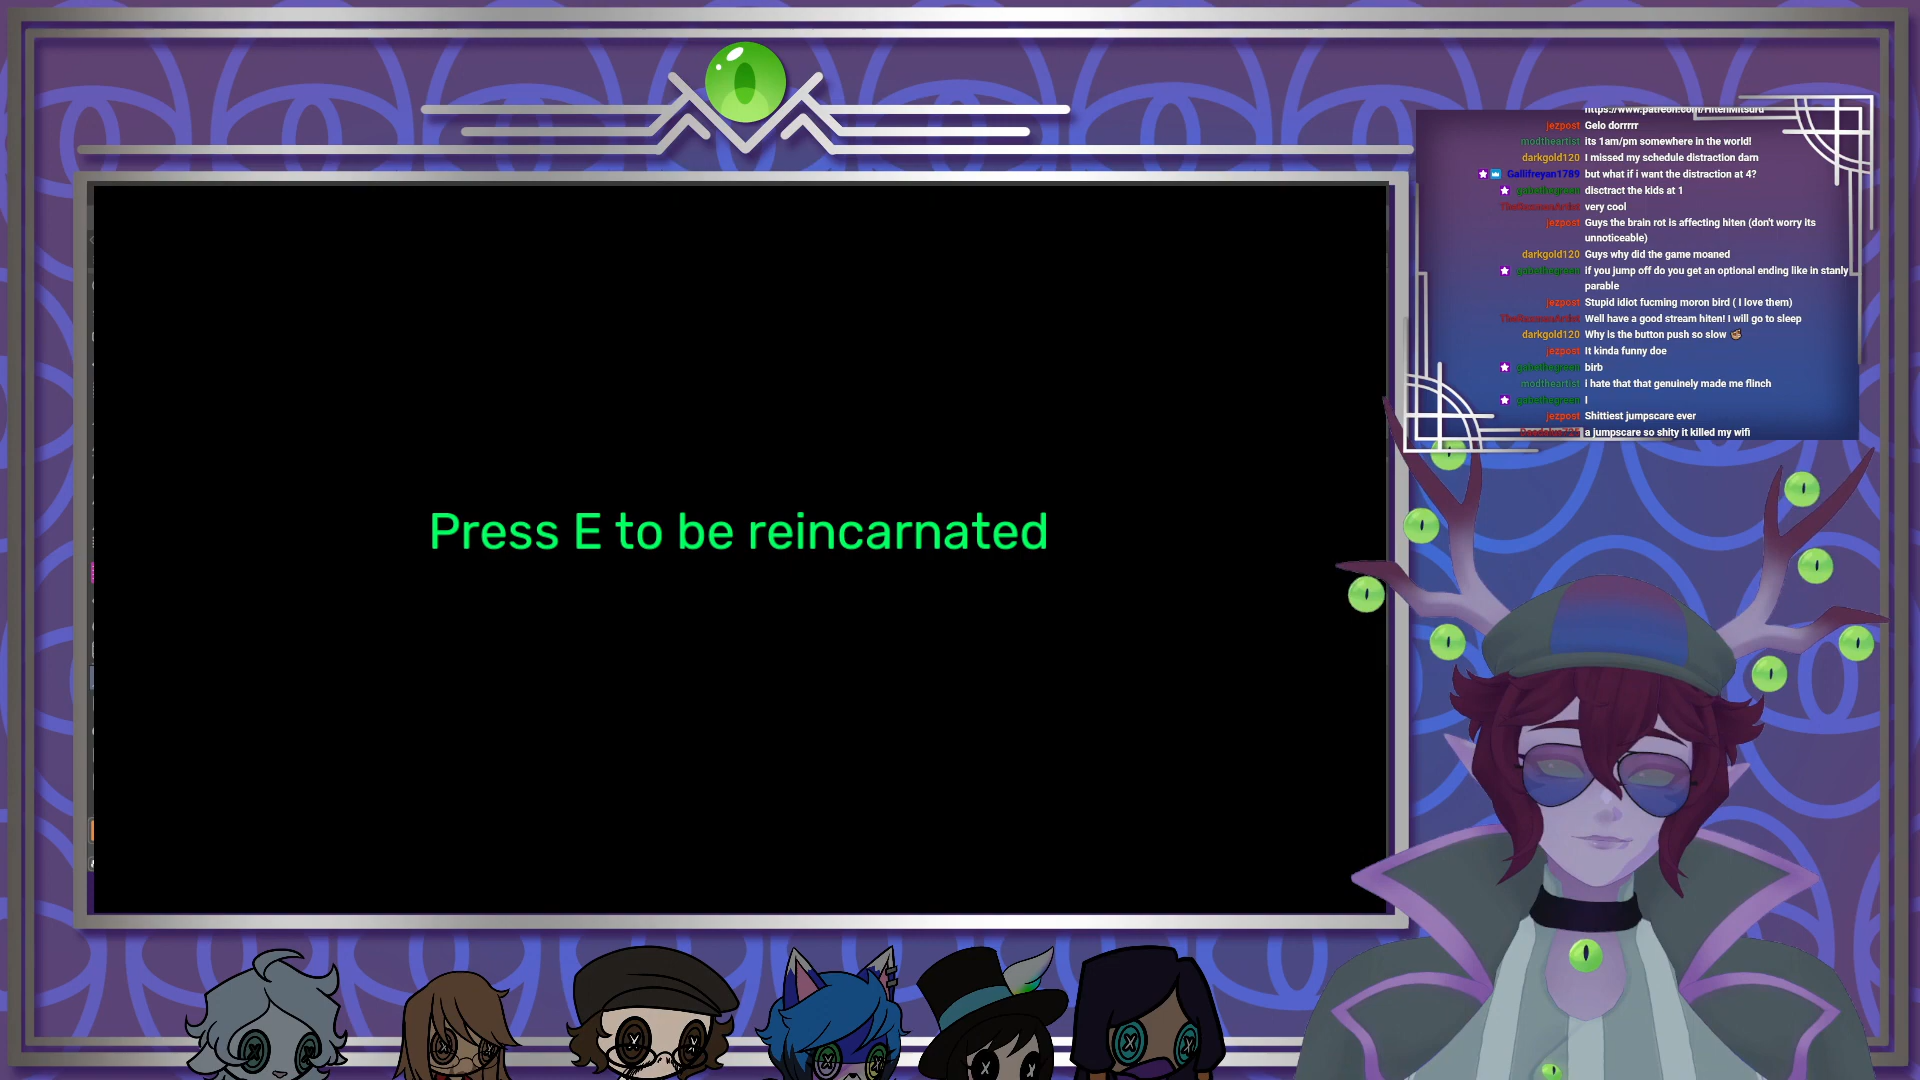 Press E to be reincarnated
https://www.patreon.com/HitenMitsuru
jezpost Gelo dorrrrr
modtheartist its 1am/pm somewhere in the world!
darkgold120 I missed my schedule distraction darn
Gallifreyan1789 but what if i want the distraction at 4?
disctract the kids at 1
very cool
jezpost Guys the brain rot is affecting hiten (don't worry its
unnoticeable)
darkgold120 Guys why did the game moaned
if you jump off do you get an optional ending like in stanly
parable
jezpost Stupid idiot fucming moron bird ( I love them)
Well have a good stream hiten! I will go to sleep
darkgold120 Why is the button push so slow
jezpost It kinda funny doe
birb
modtheartist i hate that that genuinely made me flinch
I
jezpost Shittiest jumpscare ever
a jumpscare so shity it killed my wifi